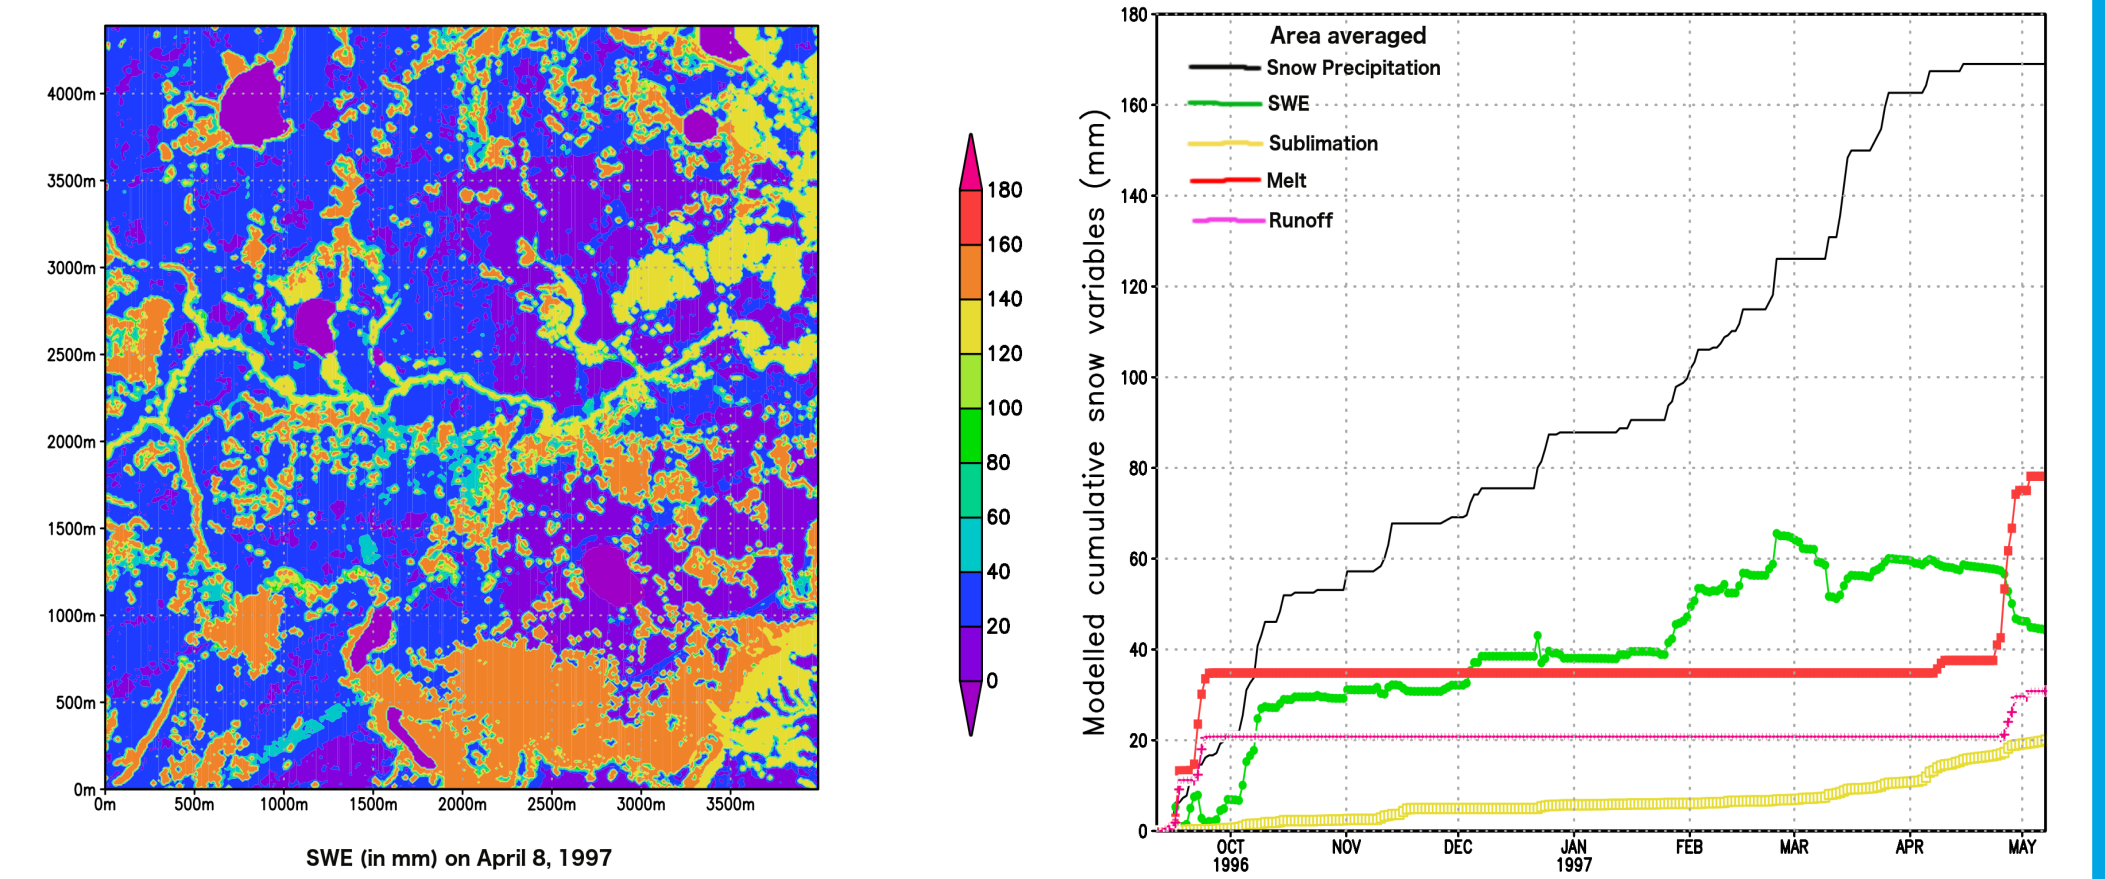 4000m
3500m
3000m
2500m
2000m
1500m
1000m
500m
0m
0m 500m 1000m 1500m 2000m 2500m 3000m 3500m
SWE (in mm) on April 8, 1997
180
160
140
120
100
80
60
40
20
0
Modelled cumulative snow variables (mm)
180
160
140
120
100
80
60
40
20
0
Area averaged
Snow Precipitation
SWE
Sublimation
Melt
Runoff
OCT NOV DEC JAN FEB MAR APR MAY
1996 1997